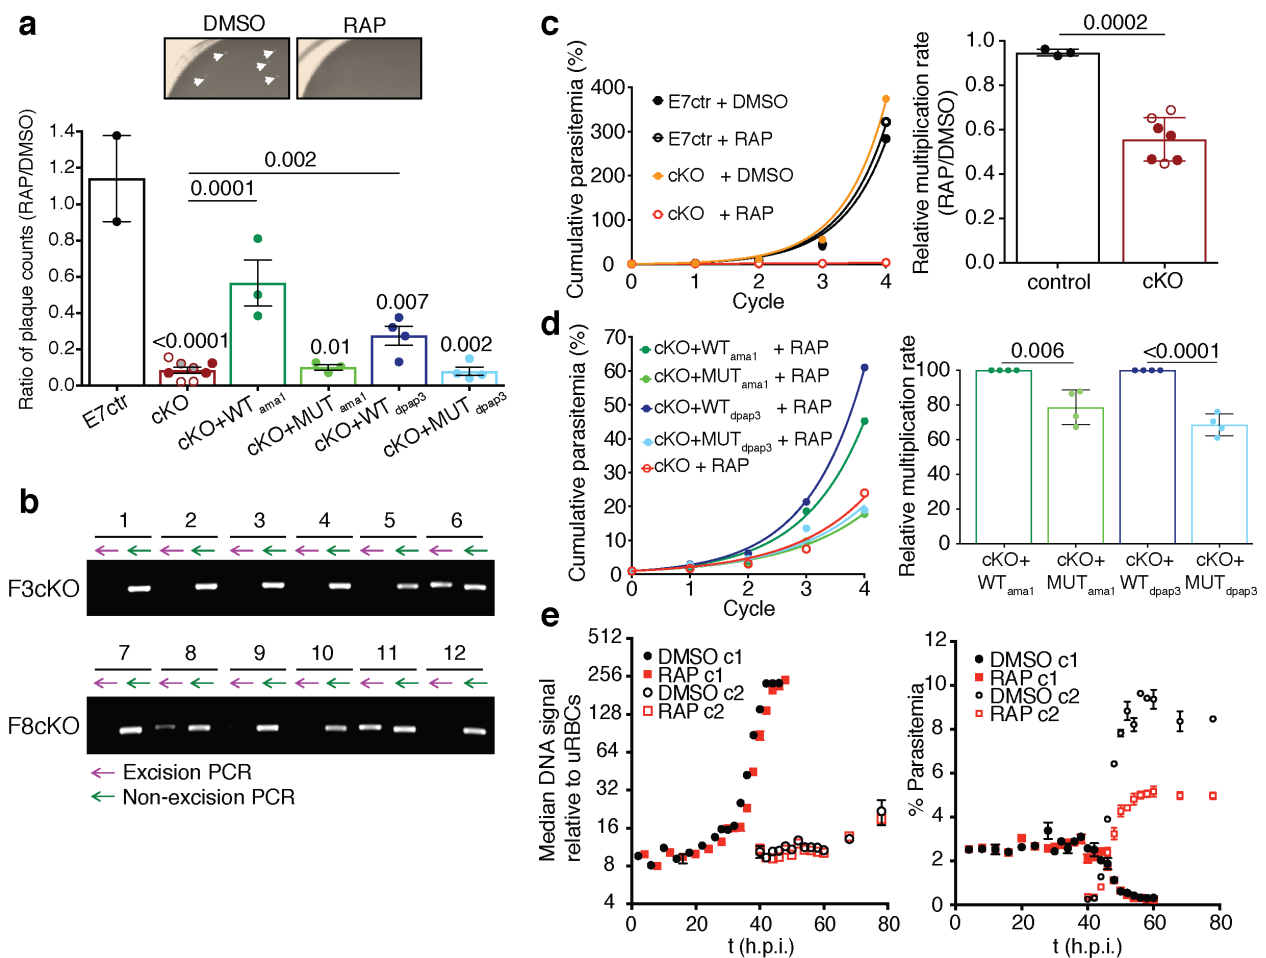 a
DMSO
RAP
Ratio of plaque counts (RAP/DMSO)
1.4
1.2
1.0
0.8
0.6
0.4
0.2
0.0
0.002
0.0001
<0.0001
0.01
0.007
0.002
E7ctr
cKO
cKO+WTama1
cKO+MUTama1
cKO+WTdpap3
cKO+MUTdpap3
b
1 2 3 4 5 6
F3cKO
7 8 9 10 11 12
F8cKO
Excision PCR
Non-excision PCR
c
Cumulative parasitemia (%)
400
300
200
100
0
E7ctr + DMSO
E7ctr + RAP
cKO + DMSO
cKO + RAP
0 1 2 3 4
Cycle
Relative multiplication rate
(RAP/DMSO)
1.0
0.8
0.6
0.4
0.2
0.0
0.0002
control
cKO
d
Cumulative parasitemia (%)
70
60
50
40
30
20
10
0
cKO+WTama1 + RAP
cKO+MUTama1 + RAP
cKO+WTdpap3 + RAP
cKO+MUTdpap3 + RAP
cKO + RAP
0 1 2 3 4
Cycle
Relative multiplication rate
100
80
60
40
20
0
0.006
<0.0001
cKO+ cKO+ cKO+ cKO+
WTama1 MUTama1 WTdpap3 MUTdpap3
e
Median DNA signal
relative to uRBCs
512
256
128
64
32
16
8
4
DMSO c1
RAP c1
DMSO c2
RAP c2
0 20 40 60 80
t (h.p.i.)
% Parasitemia
12
10
8
6
4
2
0
DMSO c1
RAP c1
DMSO c2
RAP c2
0 20 40 60 80
t (h.p.i.)